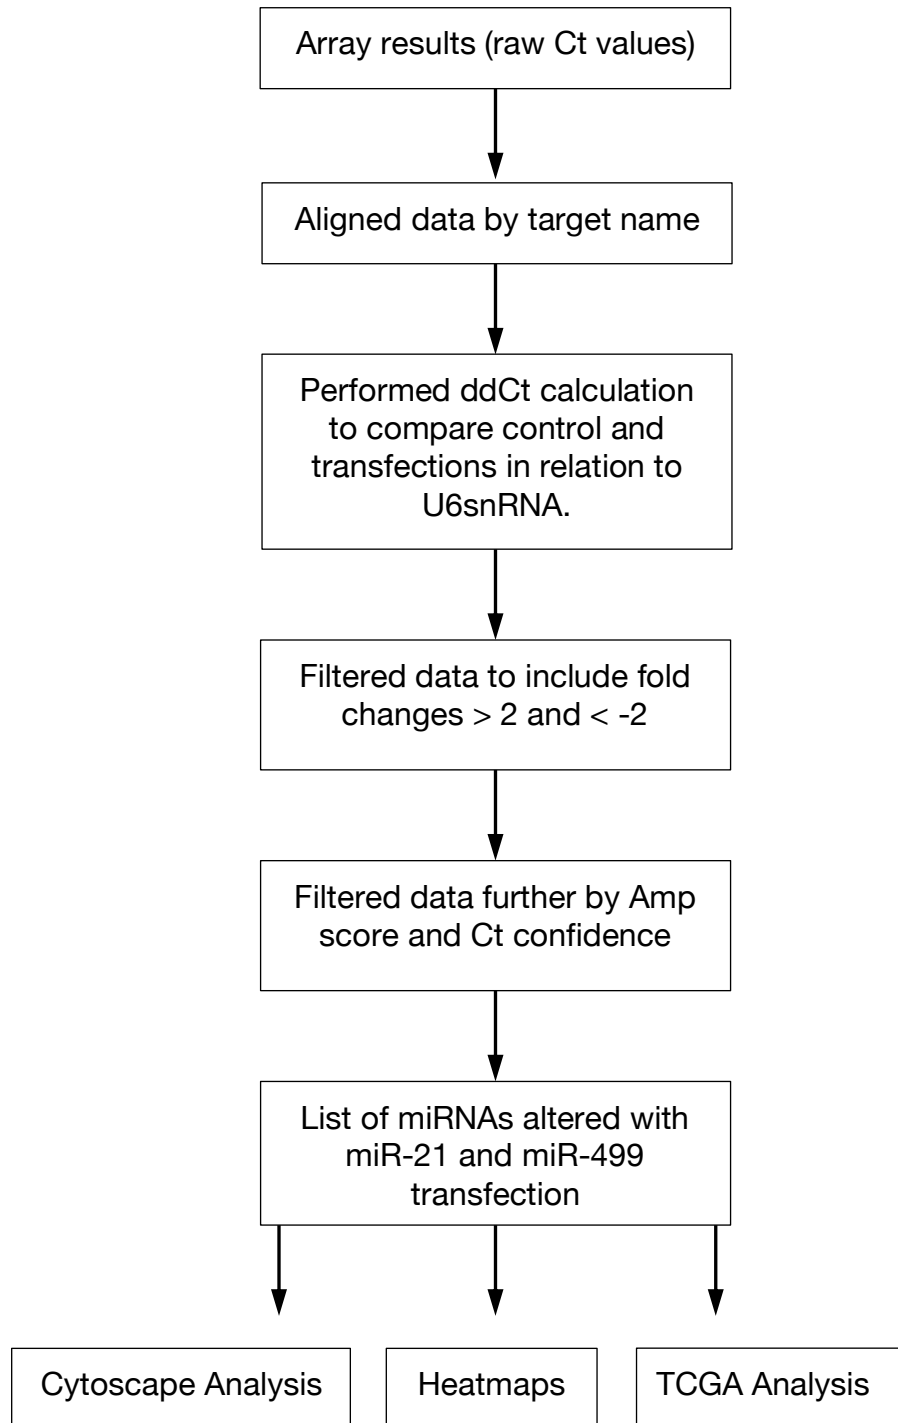 Array results (raw Ct values)
Aligned data by target name
Performed ddCt calculation
to compare control and
transfections in relation to
U6snRNA.
Filtered data to include fold
changes > 2 and < -2
Filtered data further by Amp
score and Ct confidence
List of miRNAs altered with
miR-21 and miR-499
transfection
Cytoscape Analysis
Heatmaps
TCGA Analysis